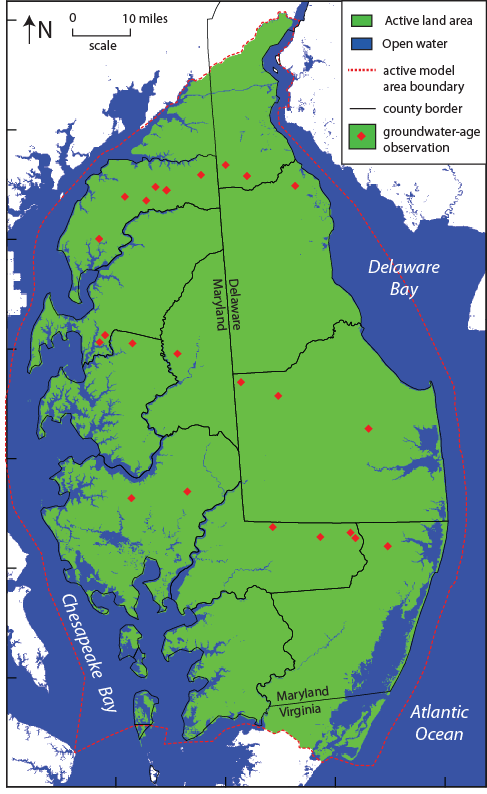 N
0 10 miles
scale
Active land area
Open water
active model
area boundary
county border
groundwater-age
observation
Delaware
Bay
Delaware
Maryland
Chesapeake Bay
Maryland
Virginia
Atlantic
Ocean